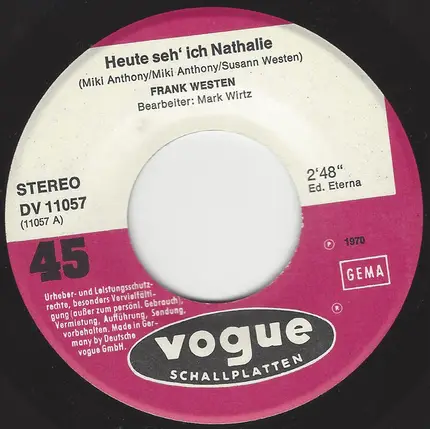 Heute seh' ich Nathalie
(Miki Anthony/Miki Anthony/Susann Westen)
FRANK WESTEN
Bearbeiter: Mark Wirtz
STEREO
DV 11057
(11057 A)
2'48"
Ed. Eterna
45
Ⓟ 1970
GEMA
Urheber- und Leistungsschutz-
rechte, besonders Vervielfälti-
gung (außer zum persönl. Gebrauch),
Vermietung, Aufführung, Sendung,
vorbehalten. Made in Ger-
many by Deutsche
vogue GmbH.
®
vogue
SCHALLPLATTEN